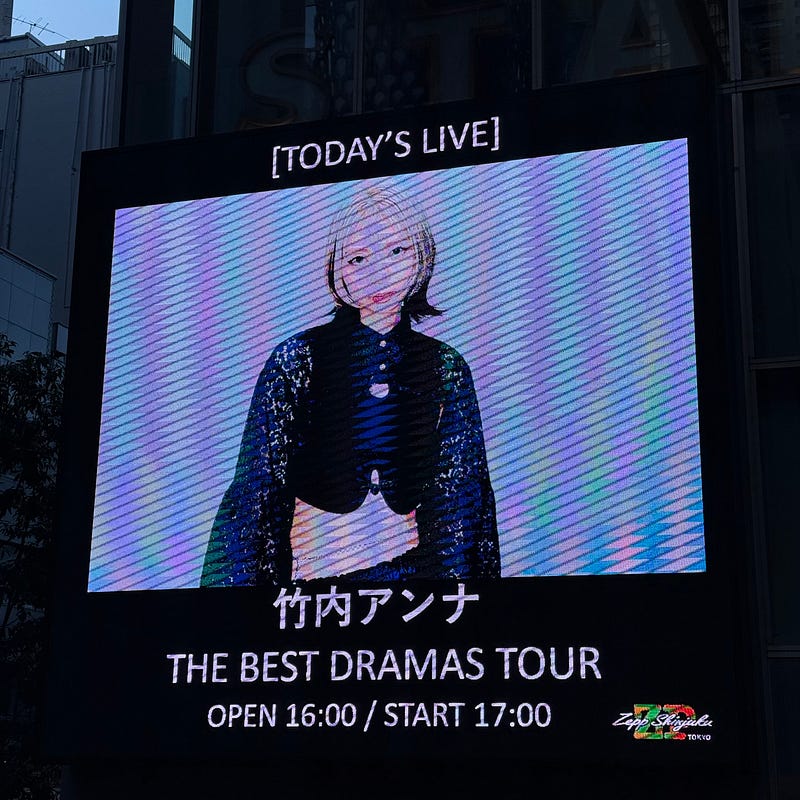 [TODAY'S LIVE]
竹内アンナ
THE BEST DRAMAS TOUR
OPEN 16:00 / START 17:00
Zepp Shinjuku
TOKYO